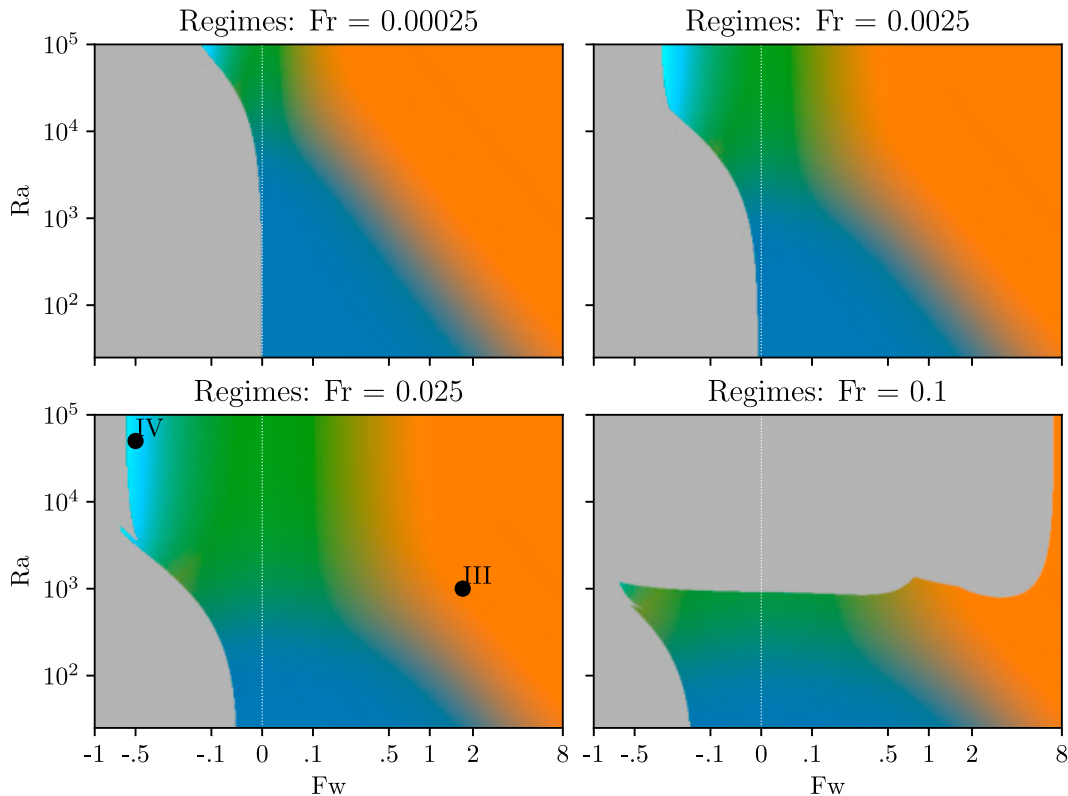 Regimes: Fr = 0.00025
Regimes: Fr = 0.0025
10^5
10^4
10^3
10^2
Ra
Regimes: Fr = 0.025
Regimes: Fr = 0.1
10^5
10^4
10^3
10^2
Ra
IV
III
-1 -.5 -.1 0 .1 .5 1 2 8
Fw
-1 -.5 -.1 0 .1 .5 1 2 8
Fw